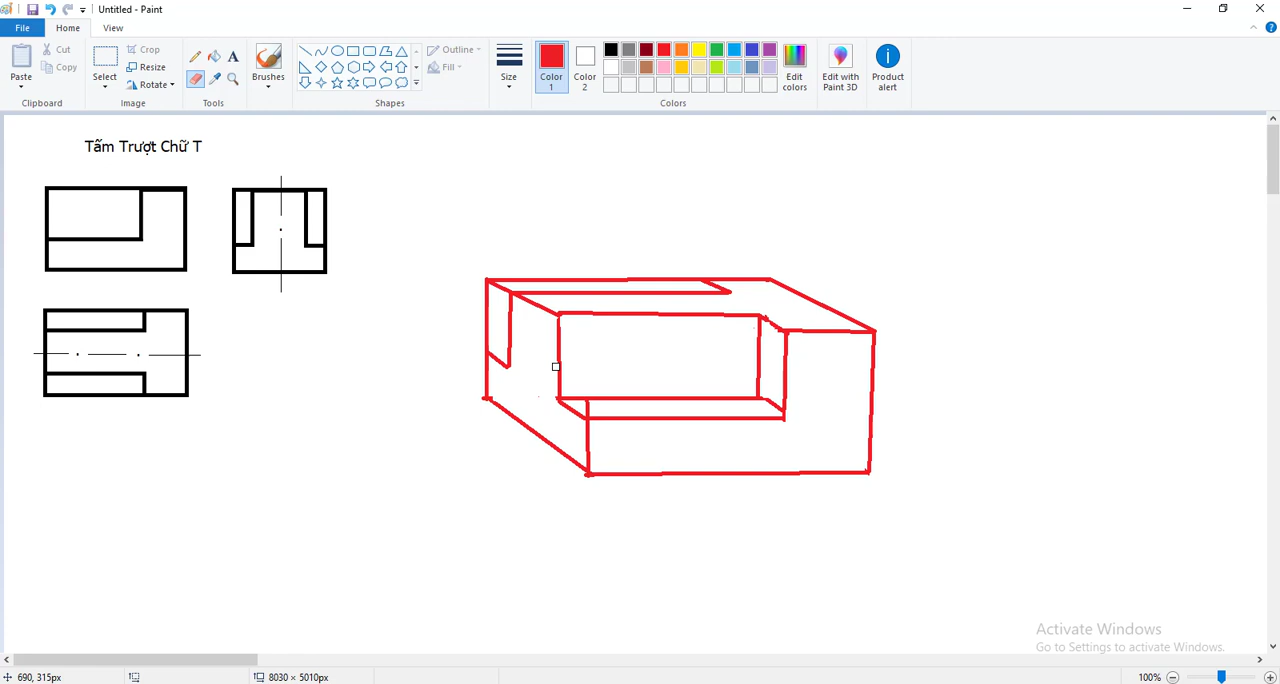 Untitled - Paint
File Home View
Paste
Cut
Copy
Clipboard
Select
Crop
Resize
Rotate
Image
Tools
Brushes
Outline
Fill
Shapes
Size
Color 1
Color 2
Edit colors
Colors
Edit with Paint 3D
Product alert
Tấm Trượt Chữ T
Activate Windows
Go to Settings to activate Windows.
690, 315px
8030 × 5010px
100%